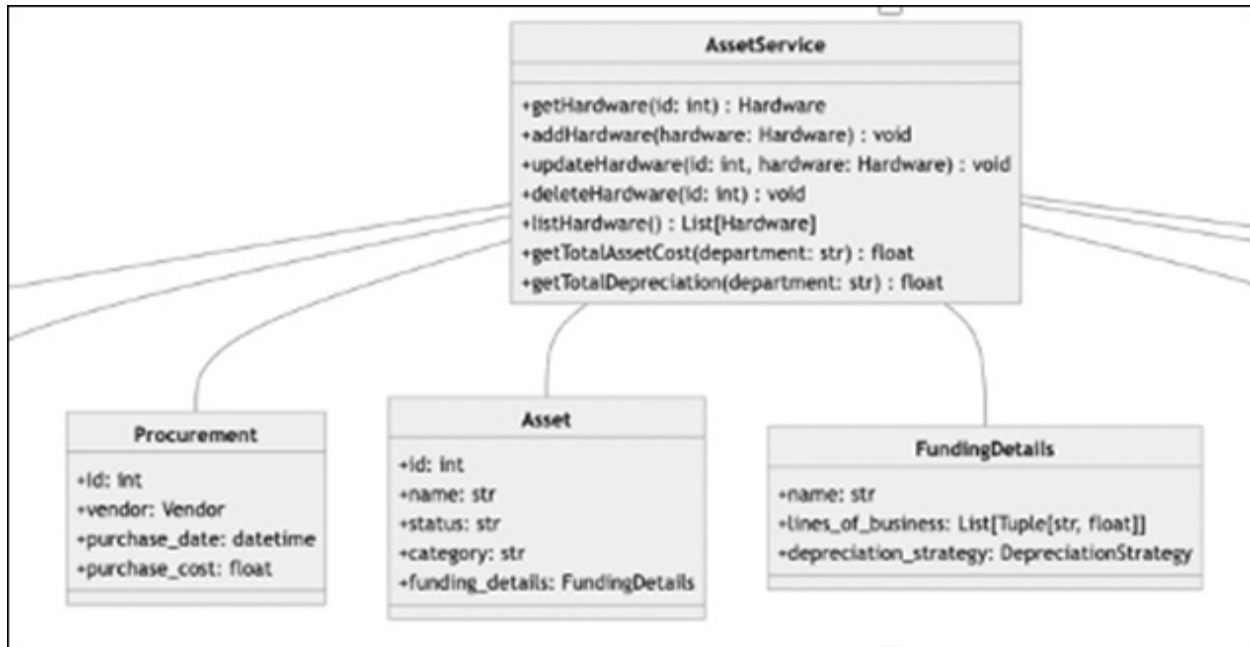 AssetService
+getHardware(id: int) : Hardware
+addHardware(hardware: Hardware) : void
+updateHardware(id: int, hardware: Hardware) : void
+deleteHardware(id: int) : void
+listHardware() : List[Hardware]
+getTotalAssetCost(department: str) : float
+getTotalDepreciation(department: str) : float
Procurement
+id: int
+vendor: Vendor
+purchase_date: datetime
+purchase_cost: float
Asset
+id: int
+name: str
+status: str
+category: str
+funding_details: FundingDetails
FundingDetails
+name: str
+lines_of_business: List[Tuple[str, float]]
+depreciation_strategy: DepreciationStrategy